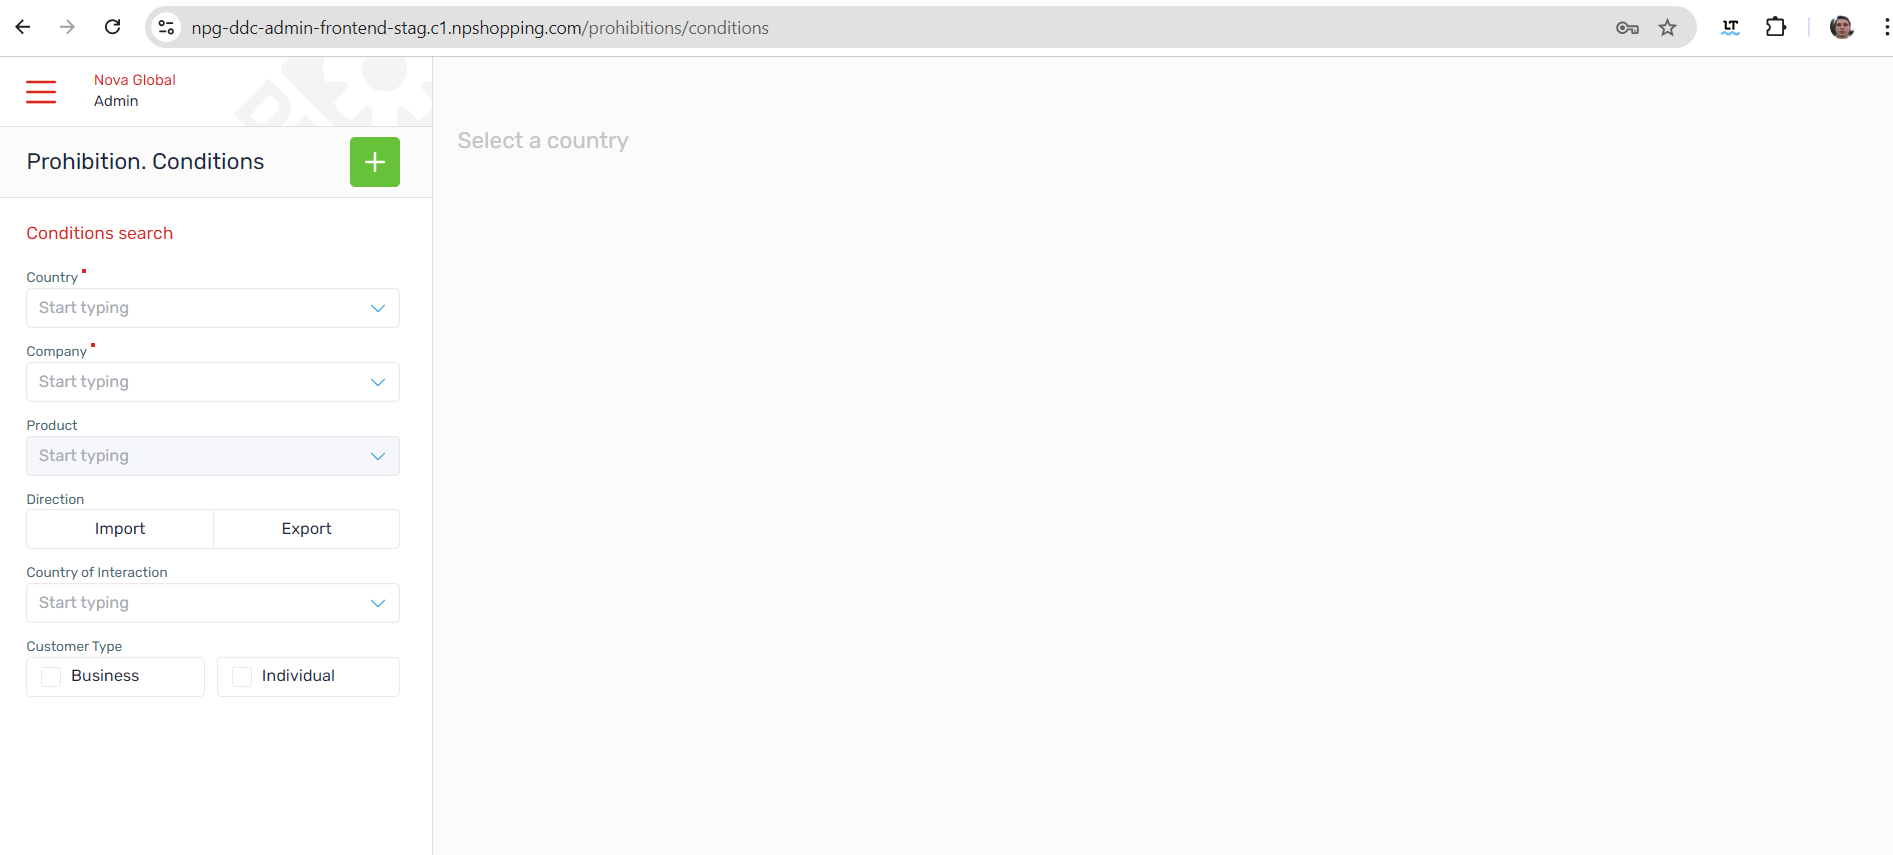 npg-ddc-admin-frontend-stag.c1.npshopping.com/prohibitions/conditions
LT
Nova Global
Admin
Prohibition. Conditions
Select a country
Conditions search
Country
Start typing
Company
Start typing
Product
Start typing
Direction
Import Export
Country of Interaction
Start typing
Customer Type
Business Individual